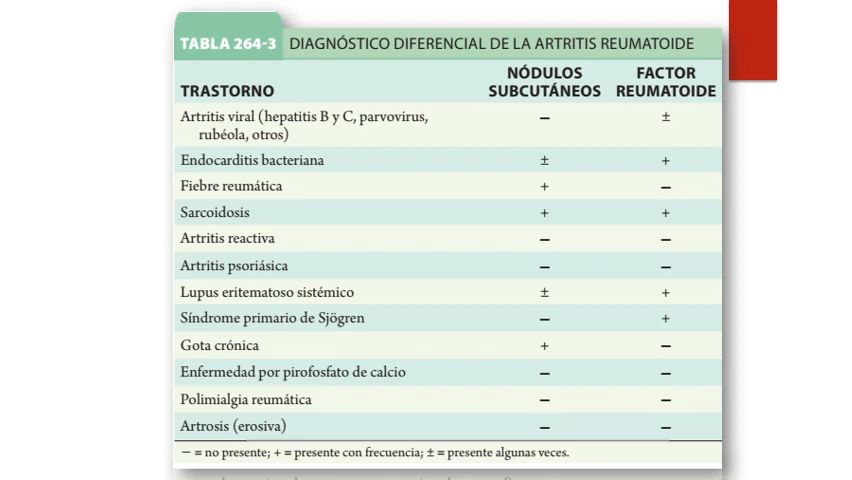 TABLA 264-3 DIAGNÓSTICO DIFERENCIAL DE LA ARTRITIS REUMATOIDE
TRASTORNO NÓDULOS SUBCUTÁNEOS FACTOR REUMATOIDE
Artritis viral (hepatitis B y C, parvovirus, – ±
rubéola, otros)
Endocarditis bacteriana ± +
Fiebre reumática + –
Sarcoidosis + +
Artritis reactiva – –
Artritis psoriásica – –
Lupus eritematoso sistémico ± +
Síndrome primario de Sjögren – +
Gota crónica + –
Enfermedad por pirofosfato de calcio – –
Polimialgia reumática – –
Artrosis (erosiva) – –
– = no presente; + = presente con frecuencia; ± = presente algunas veces.